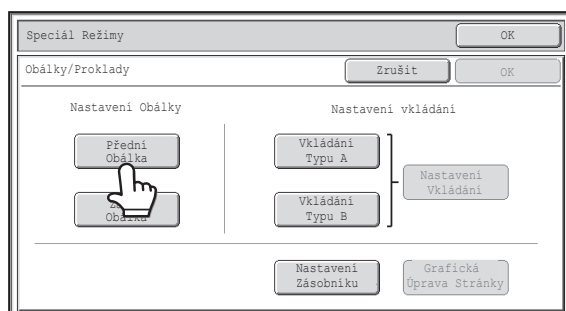 Speciál Režimy
OK
Obálky/Proklady
Zrušit
OK
Nastavení Obálky
Nastavení vkládání
Přední
Obálka
Vkládání
Typu A
Nastavení
Vkládání
Vkládání
Typu B
Obálka
Nastavení
Zásobníku
Grafická
Úprava Stránky